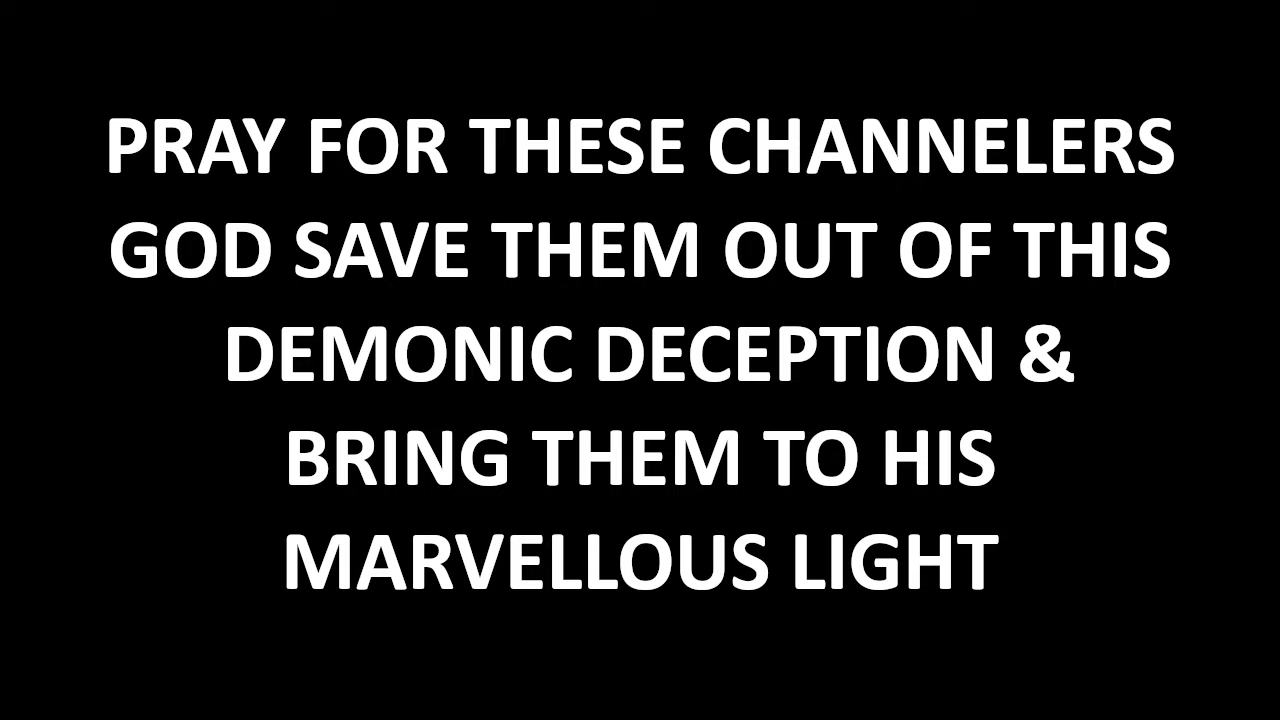 PRAY FOR THESE CHANNELERS
GOD SAVE THEM OUT OF THIS
DEMONIC DECEPTION &
BRING THEM TO HIS
MARVELLOUS LIGHT